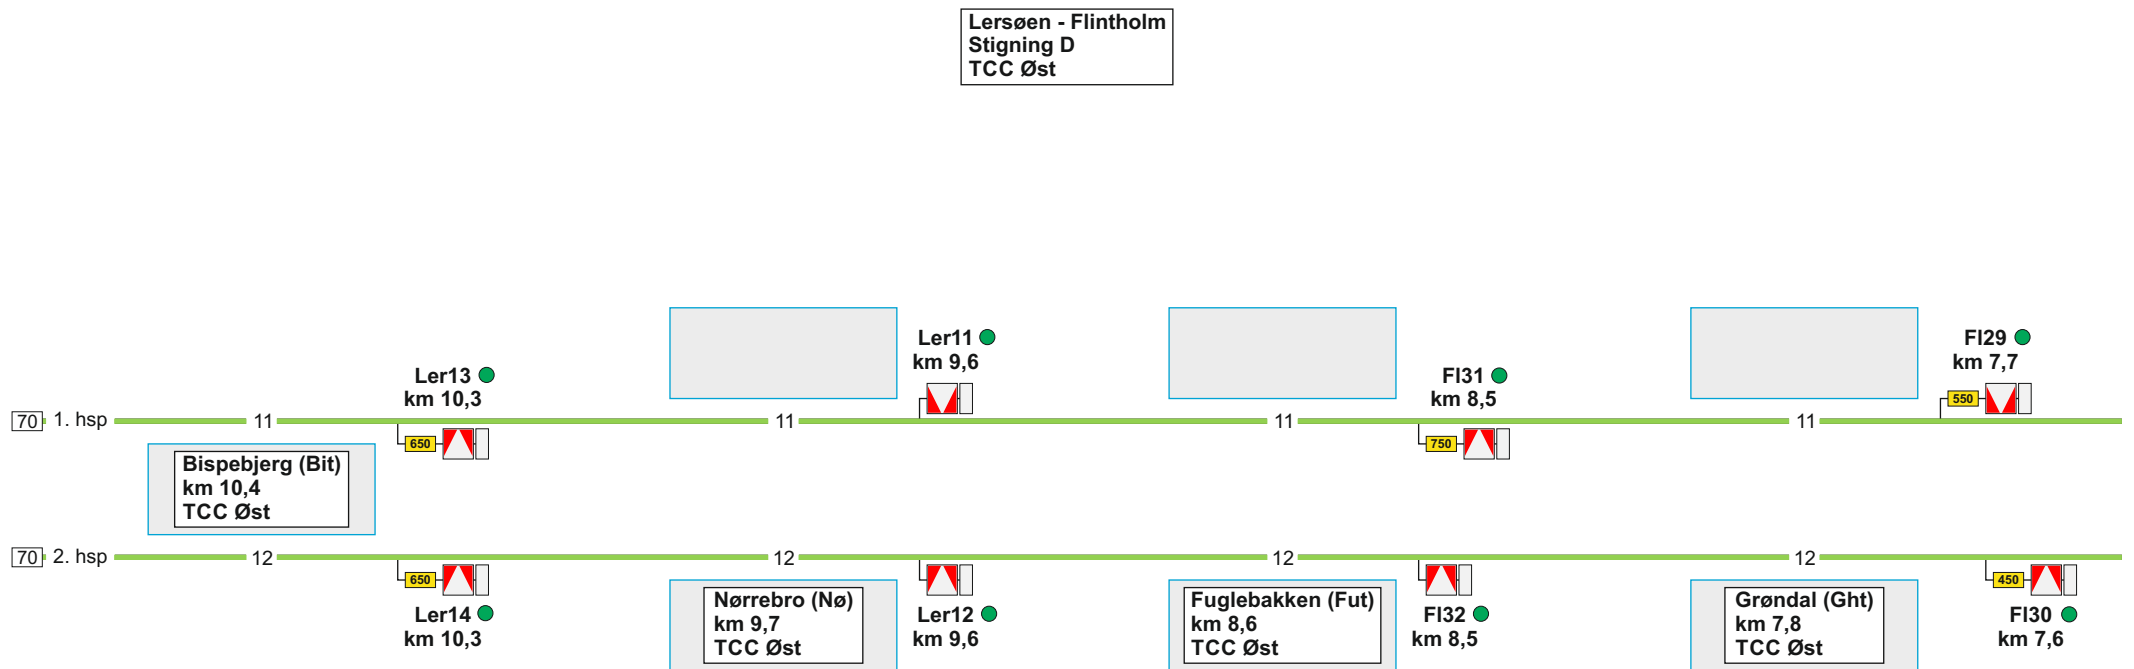 Lersøen - Flintholm
Stigning D
TCC Øst
Ler11
km 9,6
Fl29
km 7,7
Ler13
km 10,3
Fl31
km 8,5
550
70 1. hsp 11 11 11 11
650
750
Bispebjerg (Bit)
km 10,4
TCC Øst
70 2. hsp 12 12 12 12
650
450
Ler14
km 10,3
Nørrebro (Nø)
km 9,7
TCC Øst
Ler12
km 9,6
Fuglebakken (Fut)
km 8,6
TCC Øst
Fl32
km 8,5
Grøndal (Ght)
km 7,8
TCC Øst
Fl30
km 7,6